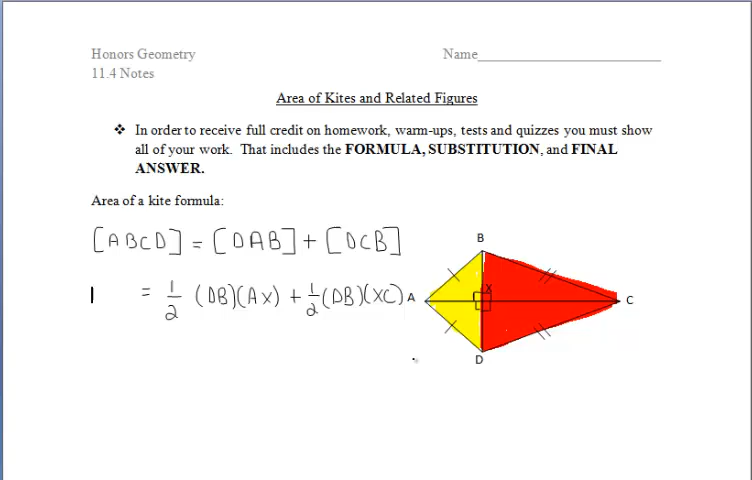 Honors Geometry
Name
11.4 Notes
Area of Kites and Related Figures
❖ In order to receive full credit on homework, warm-ups, tests and quizzes you must show
all of your work. That includes the FORMULA, SUBSTITUTION, and FINAL
ANSWER.
Area of a kite formula:
[ABCD] = [DAB] + [DCB]
= 1/2 (DB)(AX) + 1/2 (DB)(XC)
B
X
A
C
D